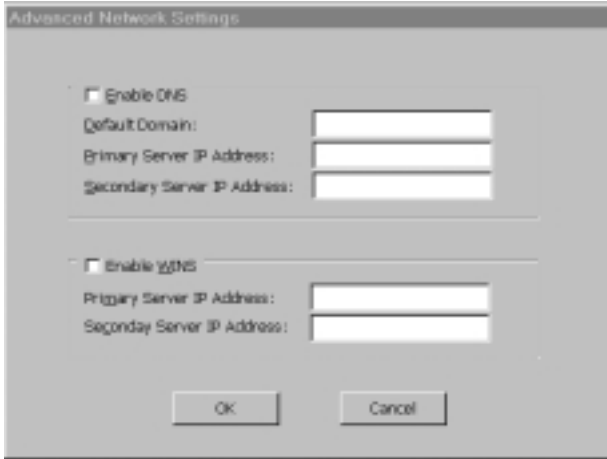 Advanced Network Settings
Enable DNS
Default Domain:
Primary Server IP Address:
Secondary Server IP Address:
Enable WINS
Primary Server IP Address:
Seconday Server IP Address:
OK
Cancel